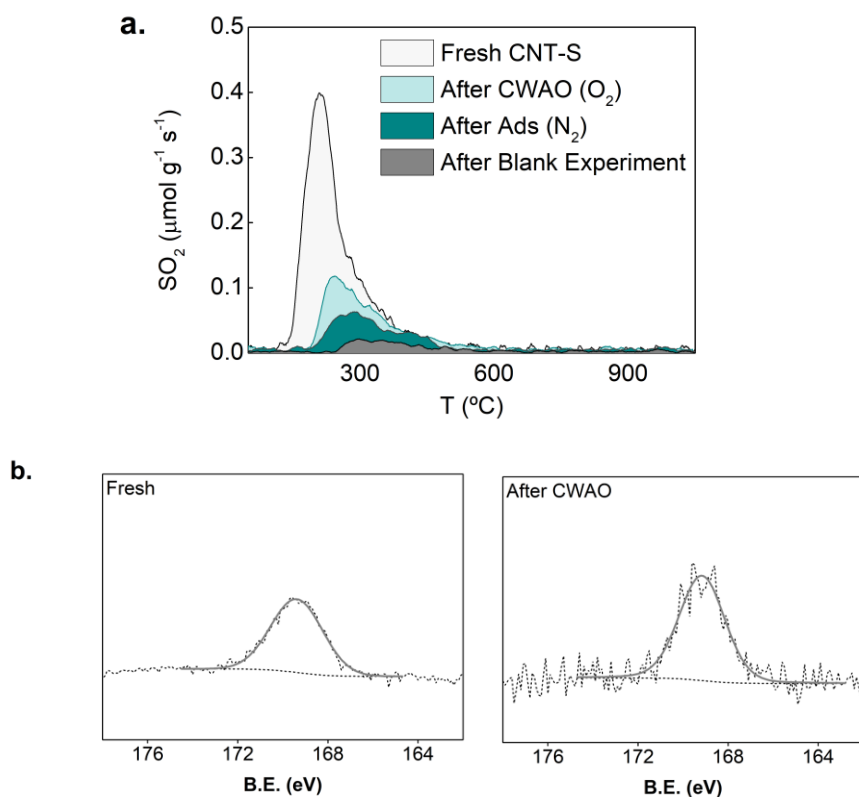 a.
0.5
0.4
0.3
0.2
0.1
0.0
SO₂ (μmol g⁻¹ s⁻¹)
Fresh CNT-S
After CWAO (O₂)
After Ads (N₂)
After Blank Experiment
300 600 900
T (ºC)
b.
Fresh
176 172 168 164
B.E. (eV)
After CWAO
176 172 168 164
B.E. (eV)